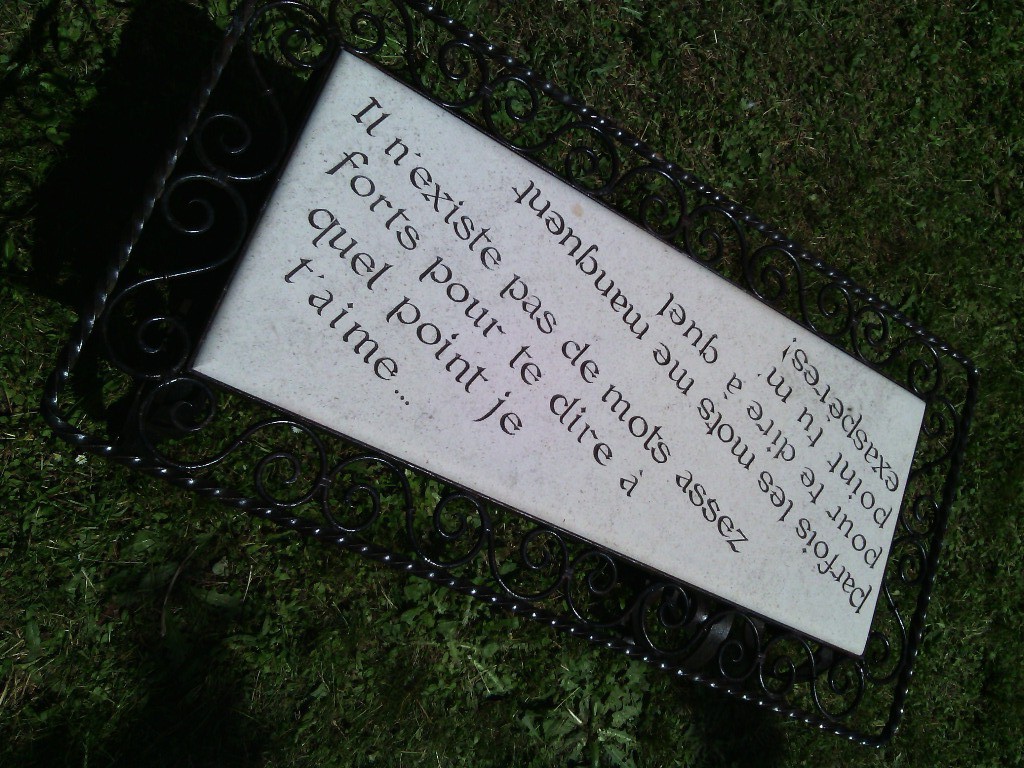 Il n'existe pas de mots assez
forts pour te dire à
quel point je
t'aime...
parfois les mots me manquent
pour te dire à quel
point tu m'
exaspères!